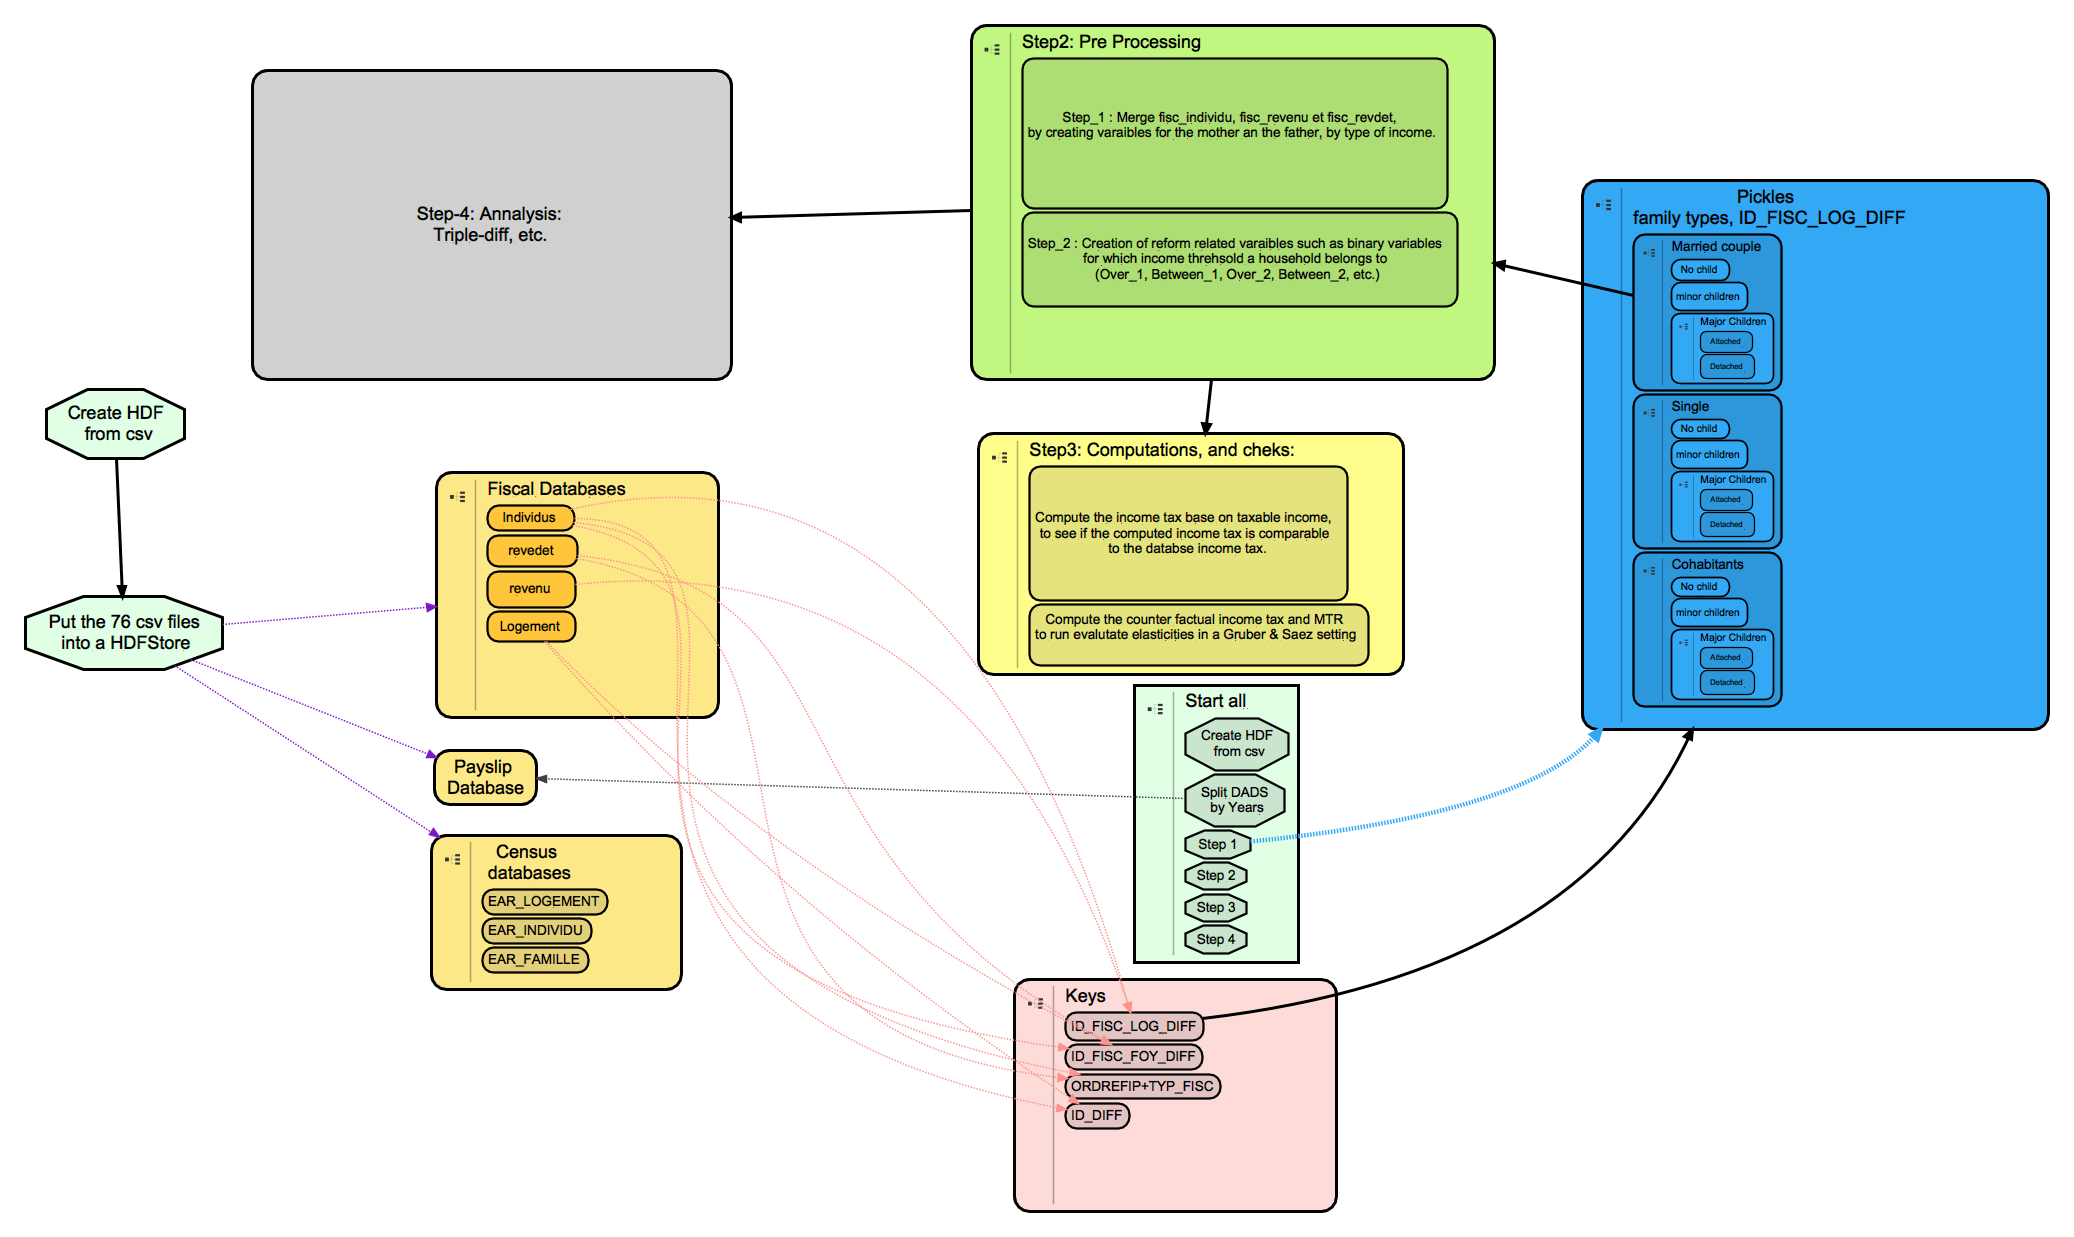 Step2: Pre Processing
Step_1 : Merge fisc_individu, fisc_revenu et fisc_revdet,
by creating varaibles for the mother an the father, by type of income.
Step_2 : Creation of reform related varaibles such as binary variables
for which income threhsold a household belongs to
(Over_1, Between_1, Over_2, Between_2, etc.)
Step-4: Annalysis:
Triple-diff, etc.
Pickles
family types, ID_FISC_LOG_DIFF
Married couple
No child
minor children
Major Children
Attached
Detached
Single
No child
minor children
Major Children
Attached
Detached
Cohabitants
No child
minor children
Major Children
Attached
Detached
Create HDF
from csv
Put the 76 csv files
into a HDFStore
Fiscal Databases
Individus
revedet
revenu
Logement
Step3: Computations, and cheks:
Compute the income tax base on taxable income,
to see if the computed income tax is comparable
to the databse income tax.
Compute the counter factual income tax and MTR
to run evalutate elasticities in a Gruber & Saez setting
Payslip
Database
Census
databases
EAR_LOGEMENT
EAR_INDIVIDU
EAR_FAMILLE
Start all
Create HDF
from csv
Split DADS
by Years
Step 1
Step 2
Step 3
Step 4
Keys
ID_FISC_LOG_DIFF
ID_FISC_FOY_DIFF
ORDREFIP+TYP_FISC
ID_DIFF